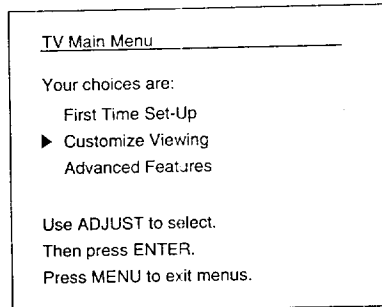 TV Main Menu
Your choices are:
First Time Set-Up
▶ Customize Viewing
Advanced Features
Use ADJUST to select.
Then press ENTER.
Press MENU to exit menus.